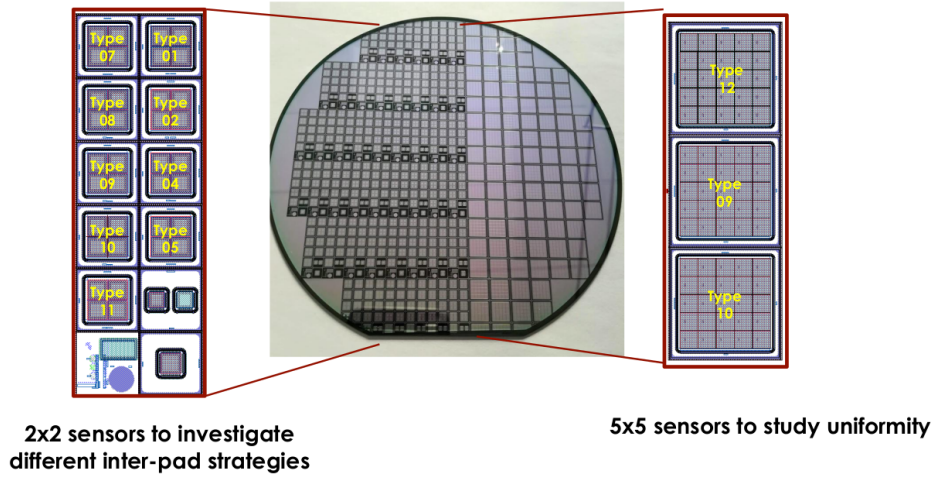 Type
07
Type
01
Type
08
Type
02
Type
09
Type
04
Type
10
Type
05
Type
11
Type
12
Type
09
Type
10
2x2 sensors to investigate
different inter-pad strategies
5x5 sensors to study uniformity